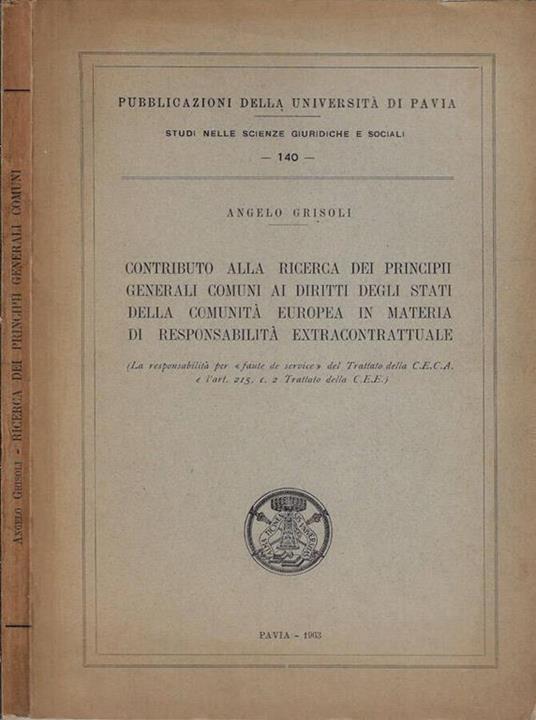 ANGELO GRISOLI - RICERCA DEI PRINCIPII GENERALI COMUNI
PUBBLICAZIONI DELLA UNIVERSITÀ DI PAVIA
STUDI NELLE SCIENZE GIURIDICHE E SOCIALI
— 140 —
ANGELO GRISOLI
CONTRIBUTO ALLA RICERCA DEI PRINCIPII
GENERALI COMUNI AI DIRITTI DEGLI STATI
DELLA COMUNITÀ EUROPEA IN MATERIA
DI RESPONSABILITÀ EXTRACONTRATTUALE
(La responsabilità per «faute de service» del Trattato della C.E.C.A.
e l'art. 215, c. 2 Trattato della C.E.E.)
PAVIA - 1963